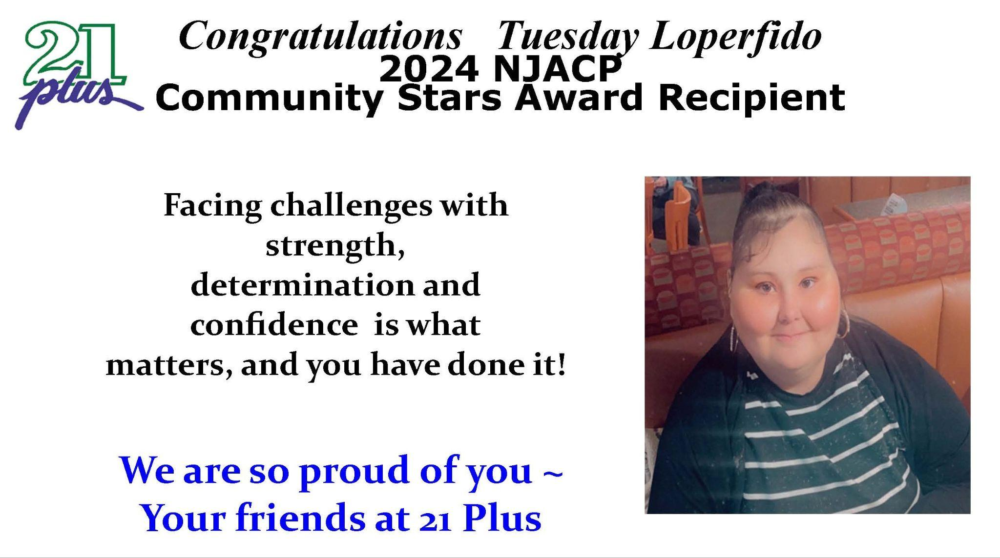 21
plus
Congratulations Tuesday Loperfido
2024 NJACP
Community Stars Award Recipient
Facing challenges with
strength,
determination and
confidence is what
matters, and you have done it!
We are so proud of you ~
Your friends at 21 Plus